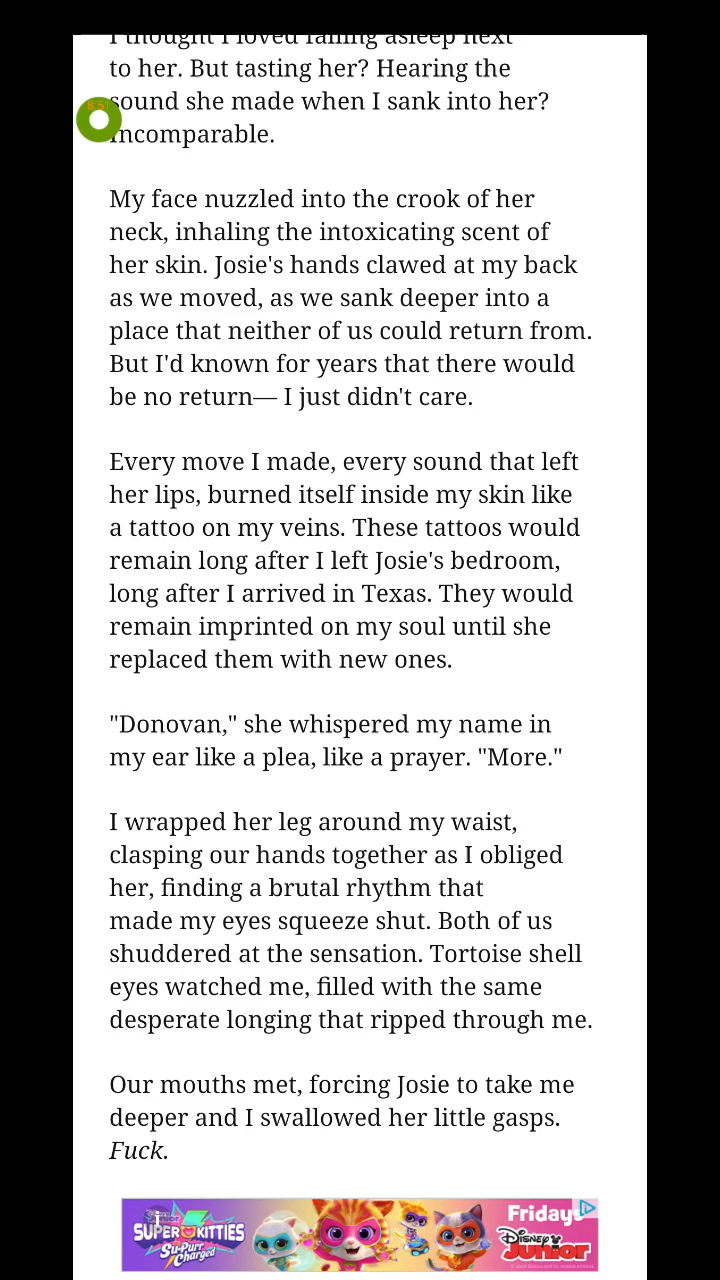 I thought I loved falling asleep next
to her. But tasting her? Hearing the
sound she made when I sank into her?
Incomparable.
My face nuzzled into the crook of her
neck, inhaling the intoxicating scent of
her skin. Josie's hands clawed at my back
as we moved, as we sank deeper into a
place that neither of us could return from.
But I'd known for years that there would
be no return— I just didn't care.
Every move I made, every sound that left
her lips, burned itself inside my skin like
a tattoo on my veins. These tattoos would
remain long after I left Josie's bedroom,
long after I arrived in Texas. They would
remain imprinted on my soul until she
replaced them with new ones.
"Donovan," she whispered my name in
my ear like a plea, like a prayer. "More."
I wrapped her leg around my waist,
clasping our hands together as I obliged
her, finding a brutal rhythm that
made my eyes squeeze shut. Both of us
shuddered at the sensation. Tortoise shell
eyes watched me, filled with the same
desperate longing that ripped through me.
Our mouths met, forcing Josie to take me
deeper and I swallowed her little gasps.
Fuck.
SUPER KITTIES
Su-Purr
Charged
Fridays
Disney
Junior